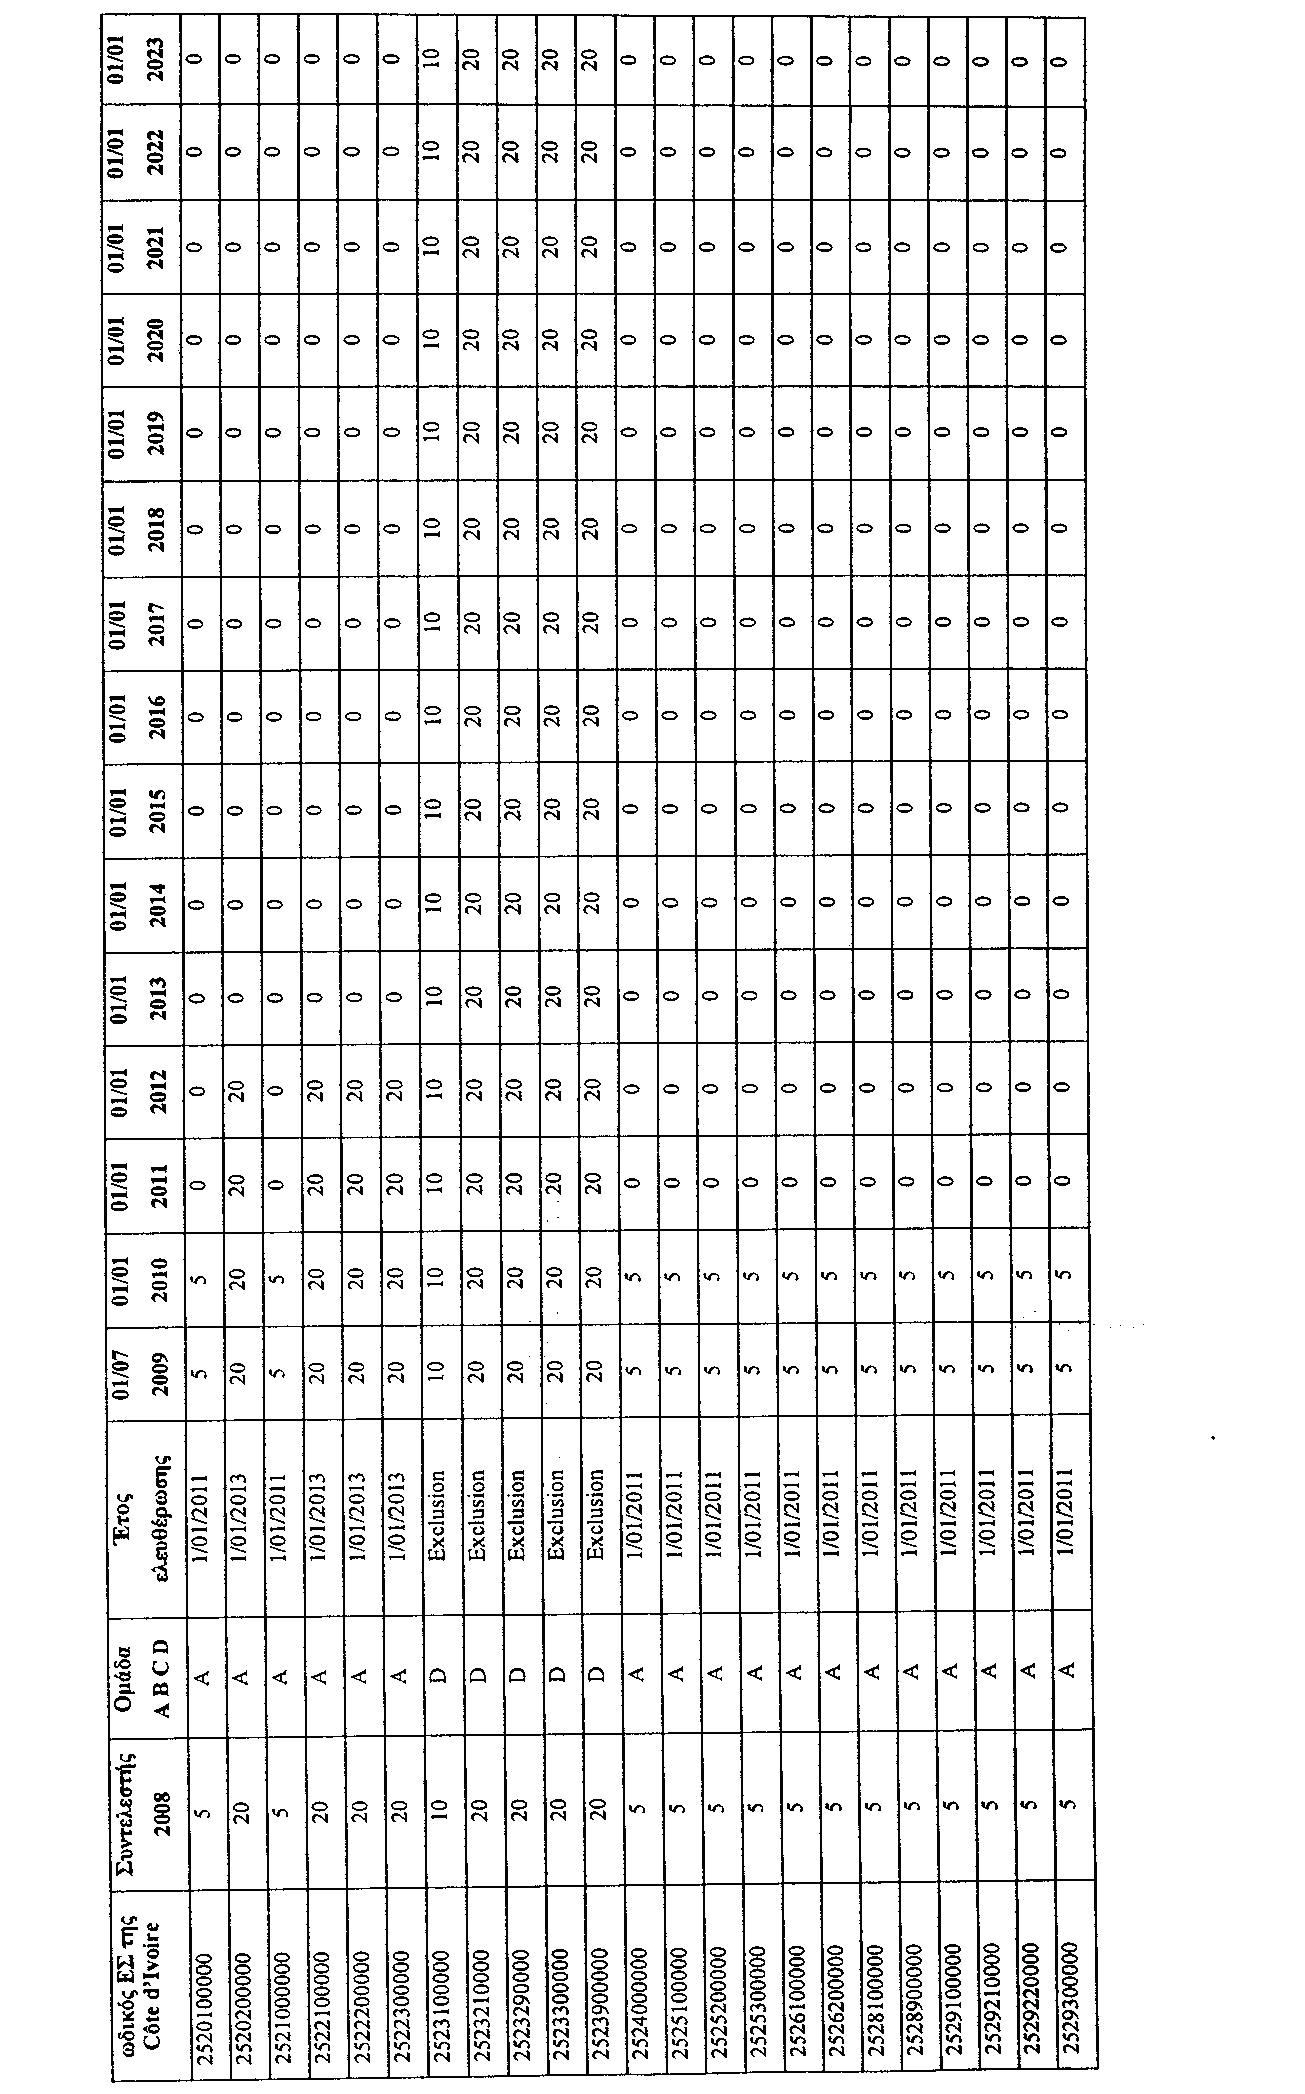 ωδικός ΕΣ της Côte d'Ivoire | Συντελεστής 2008 | Ομάδα A B C D | Έτος ελευθέρωσης | 01/07 2009 | 01/01 2010 | 01/01 2011 | 01/01 2012 | 01/01 2013 | 01/01 2014 | 01/01 2015 | 01/01 2016 | 01/01 2017 | 01/01 2018 | 01/01 2019 | 01/01 2020 | 01/01 2021 | 01/01 2022 | 01/01 2023
2520100000 | 5 | A | 1/01/2011 | 5 | 5 | 0 | 0 | 0 | 0 | 0 | 0 | 0 | 0 | 0 | 0 | 0 | 0 | 0
2520200000 | 20 | A | 1/01/2013 | 20 | 20 | 20 | 20 | 0 | 0 | 0 | 0 | 0 | 0 | 0 | 0 | 0 | 0 | 0
2521000000 | 5 | A | 1/01/2011 | 5 | 5 | 0 | 0 | 0 | 0 | 0 | 0 | 0 | 0 | 0 | 0 | 0 | 0 | 0
2522100000 | 20 | A | 1/01/2013 | 20 | 20 | 20 | 20 | 0 | 0 | 0 | 0 | 0 | 0 | 0 | 0 | 0 | 0 | 0
2522200000 | 20 | A | 1/01/2013 | 20 | 20 | 20 | 20 | 0 | 0 | 0 | 0 | 0 | 0 | 0 | 0 | 0 | 0 | 0
2522300000 | 20 | A | 1/01/2013 | 20 | 20 | 20 | 20 | 0 | 0 | 0 | 0 | 0 | 0 | 0 | 0 | 0 | 0 | 0
2523100000 | 10 | D | Exclusion | 10 | 10 | 10 | 10 | 10 | 10 | 10 | 10 | 10 | 10 | 10 | 10 | 10 | 10 | 10
2523210000 | 20 | D | Exclusion | 20 | 20 | 20 | 20 | 20 | 20 | 20 | 20 | 20 | 20 | 20 | 20 | 20 | 20 | 20
2523290000 | 20 | D | Exclusion | 20 | 20 | 20 | 20 | 20 | 20 | 20 | 20 | 20 | 20 | 20 | 20 | 20 | 20 | 20
2523300000 | 20 | D | Exclusion | 20 | 20 | 20 | 20 | 20 | 20 | 20 | 20 | 20 | 20 | 20 | 20 | 20 | 20 | 20
2523900000 | 20 | D | Exclusion | 20 | 20 | 20 | 20 | 20 | 20 | 20 | 20 | 20 | 20 | 20 | 20 | 20 | 20 | 20
2524000000 | 5 | A | 1/01/2011 | 5 | 5 | 0 | 0 | 0 | 0 | 0 | 0 | 0 | 0 | 0 | 0 | 0 | 0 | 0
2525100000 | 5 | A | 1/01/2011 | 5 | 5 | 0 | 0 | 0 | 0 | 0 | 0 | 0 | 0 | 0 | 0 | 0 | 0 | 0
2525200000 | 5 | A | 1/01/2011 | 5 | 5 | 0 | 0 | 0 | 0 | 0 | 0 | 0 | 0 | 0 | 0 | 0 | 0 | 0
2525300000 | 5 | A | 1/01/2011 | 5 | 5 | 0 | 0 | 0 | 0 | 0 | 0 | 0 | 0 | 0 | 0 | 0 | 0 | 0
2526100000 | 5 | A | 1/01/2011 | 5 | 5 | 0 | 0 | 0 | 0 | 0 | 0 | 0 | 0 | 0 | 0 | 0 | 0 | 0
2526200000 | 5 | A | 1/01/2011 | 5 | 5 | 0 | 0 | 0 | 0 | 0 | 0 | 0 | 0 | 0 | 0 | 0 | 0 | 0
2528100000 | 5 | A | 1/01/2011 | 5 | 5 | 0 | 0 | 0 | 0 | 0 | 0 | 0 | 0 | 0 | 0 | 0 | 0 | 0
2528900000 | 5 | A | 1/01/2011 | 5 | 5 | 0 | 0 | 0 | 0 | 0 | 0 | 0 | 0 | 0 | 0 | 0 | 0 | 0
2529100000 | 5 | A | 1/01/2011 | 5 | 5 | 0 | 0 | 0 | 0 | 0 | 0 | 0 | 0 | 0 | 0 | 0 | 0 | 0
2529210000 | 5 | A | 1/01/2011 | 5 | 5 | 0 | 0 | 0 | 0 | 0 | 0 | 0 | 0 | 0 | 0 | 0 | 0 | 0
2529220000 | 5 | A | 1/01/2011 | 5 | 5 | 0 | 0 | 0 | 0 | 0 | 0 | 0 | 0 | 0 | 0 | 0 | 0 | 0
2529300000 | 5 | A | 1/01/2011 | 5 | 5 | 0 | 0 | 0 | 0 | 0 | 0 | 0 | 0 | 0 | 0 | 0 | 0 | 0